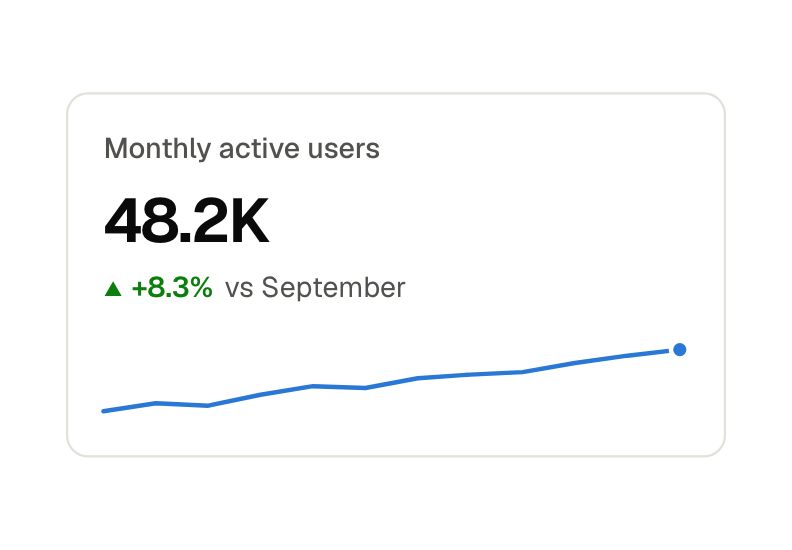 Monthly active users
48.2K
▲ +8.3% vs September